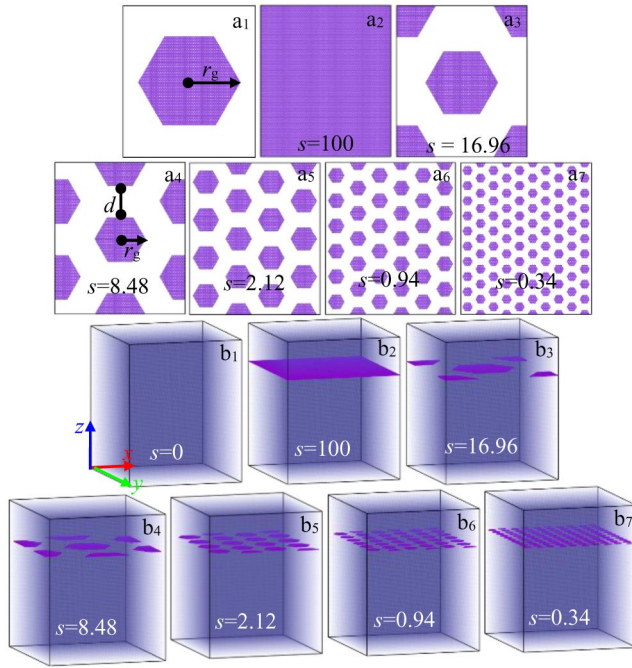 a1
rg
a2
s=100
a3
s = 16.96
a4
d
rg
s=8.48
a5
s=2.12
a6
s=0.94
a7
s=0.34
b1
s=0
z
x
y
b2
s=100
b3
s=16.96
b4
s=8.48
b5
s=2.12
b6
s=0.94
b7
s=0.34